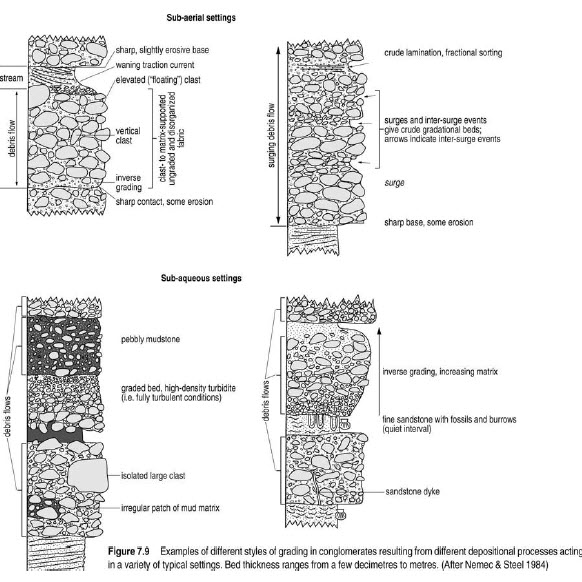 Sub-aerial settings
sharp, slightly erosive base
waning traction current
stream
elevated ("floating") clast
debris flow
vertical
clast
clast- to matrix-supported
ungraded and disorganized
fabric
inverse
grading
sharp contact, some erosion
crude lamination, fractional sorting
surging debris flow
surges and inter-surge events
give crude gradational beds;
arrows indicate inter-surge events
surge
sharp base, some erosion
Sub-aqueous settings
debris flows
pebbly mudstone
graded bed, high-density turbidite
(i.e. fully turbulent conditions)
isolated large clast
irregular patch of mud matrix
debris flows
inverse grading, increasing matrix
fine sandstone with fossils and burrows
(quiet interval)
sandstone dyke
Figure 7.9 Examples of different styles of grading in conglomerates resulting from different depositional processes acting
in a variety of typical settings. Bed thickness ranges from a few decimetres to metres. (After Nemec & Steel 1984)